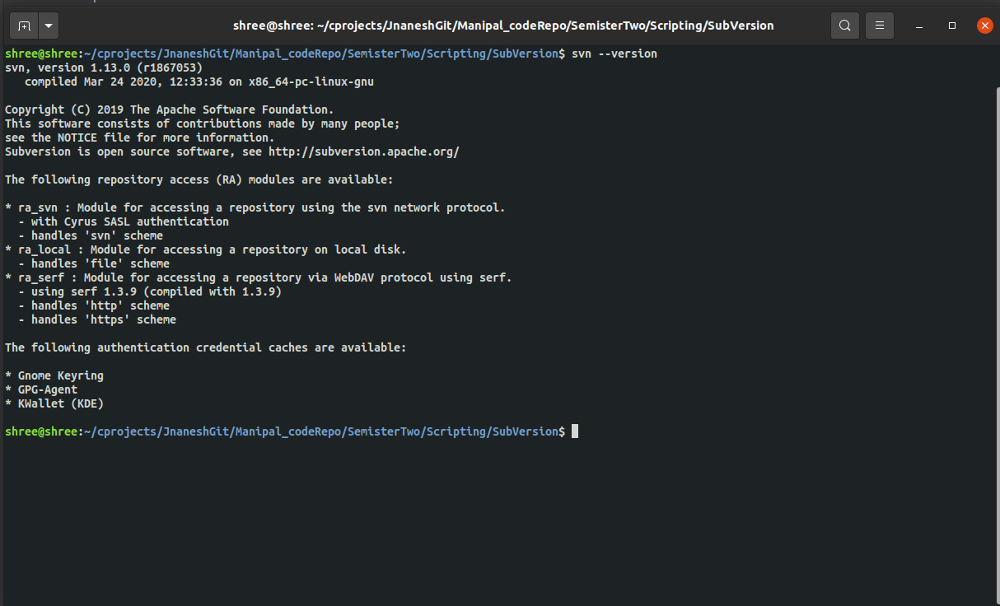 shree@shree: ~/cprojects/JnaneshGit/Manipal_codeRepo/SemisterTwo/Scripting/SubVersion
shree@shree:~/cprojects/JnaneshGit/Manipal_codeRepo/SemisterTwo/Scripting/SubVersion$ svn --version
svn, version 1.13.0 (r1867053)
   compiled Mar 24 2020, 12:33:36 on x86_64-pc-linux-gnu

Copyright (C) 2019 The Apache Software Foundation.
This software consists of contributions made by many people;
see the NOTICE file for more information.
Subversion is open source software, see http://subversion.apache.org/

The following repository access (RA) modules are available:

* ra_svn : Module for accessing a repository using the svn network protocol.
  - with Cyrus SASL authentication
  - handles 'svn' scheme
* ra_local : Module for accessing a repository on local disk.
  - handles 'file' scheme
* ra_serf : Module for accessing a repository via WebDAV protocol using serf.
  - using serf 1.3.9 (compiled with 1.3.9)
  - handles 'http' scheme
  - handles 'https' scheme

The following authentication credential caches are available:

* Gnome Keyring
* GPG-Agent
* KWallet (KDE)

shree@shree:~/cprojects/JnaneshGit/Manipal_codeRepo/SemisterTwo/Scripting/SubVersion$